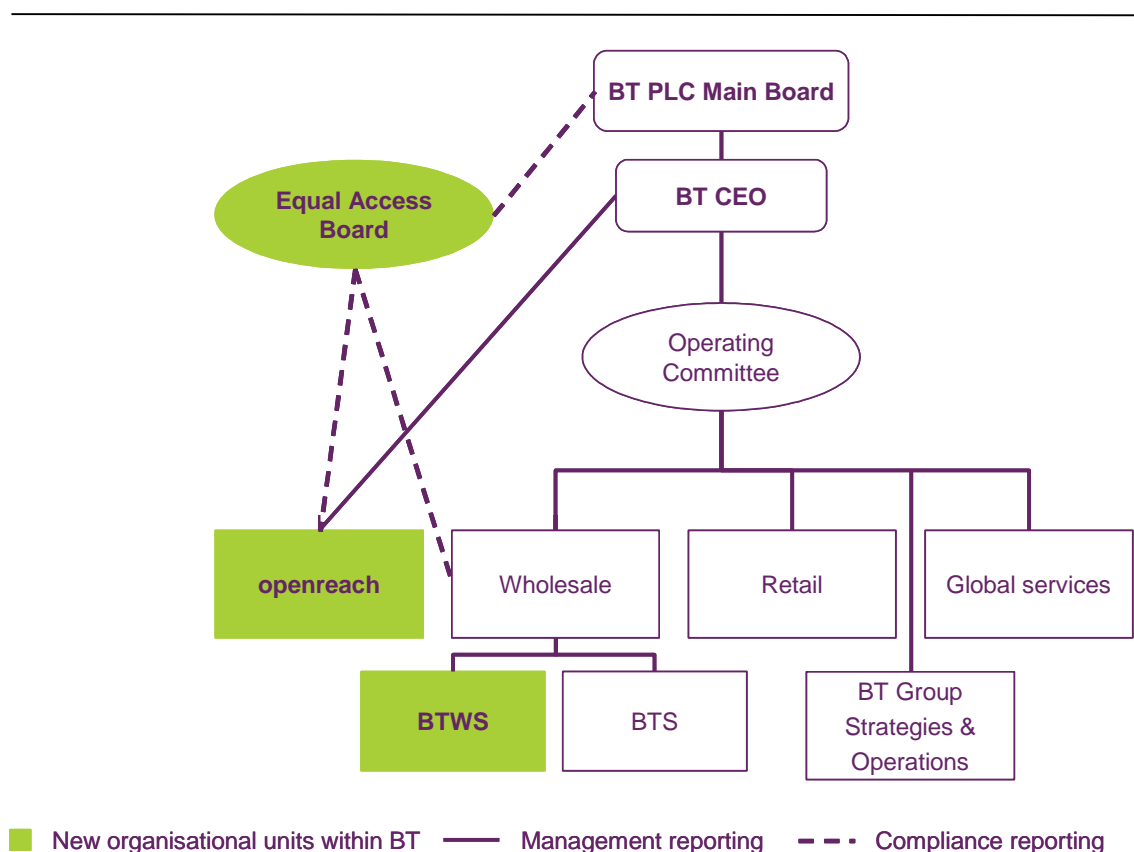 BT PLC Main Board
Equal Access
Board
BT CEO
Operating
Committee
openreach
Wholesale
Retail
Global services
BTWS
BTS
BT Group
Strategies &
Operations
New organisational units within BT
Management reporting
Compliance reporting